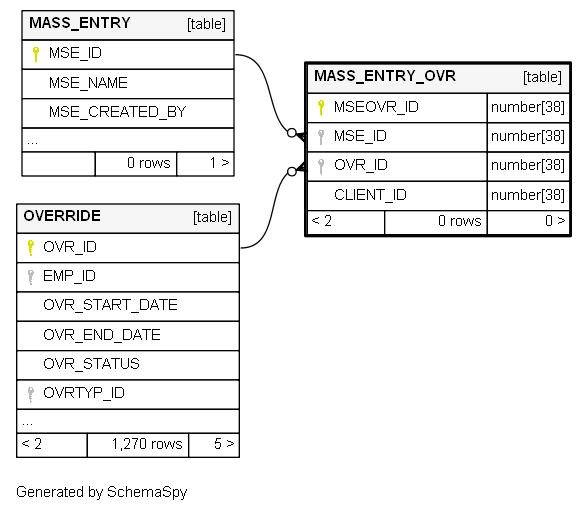 MASS_ENTRY [table]
MSE_ID
MSE_NAME
MSE_CREATED_BY
...
0 rows 1 >
MASS_ENTRY_OVR [table]
MSEOVR_ID number[38]
MSE_ID number[38]
OVR_ID number[38]
CLIENT_ID number[38]
< 2 0 rows 0 >
OVERRIDE [table]
OVR_ID
EMP_ID
OVR_START_DATE
OVR_END_DATE
OVR_STATUS
OVRTYP_ID
...
< 2 1,270 rows 5 >
Generated by SchemaSpy